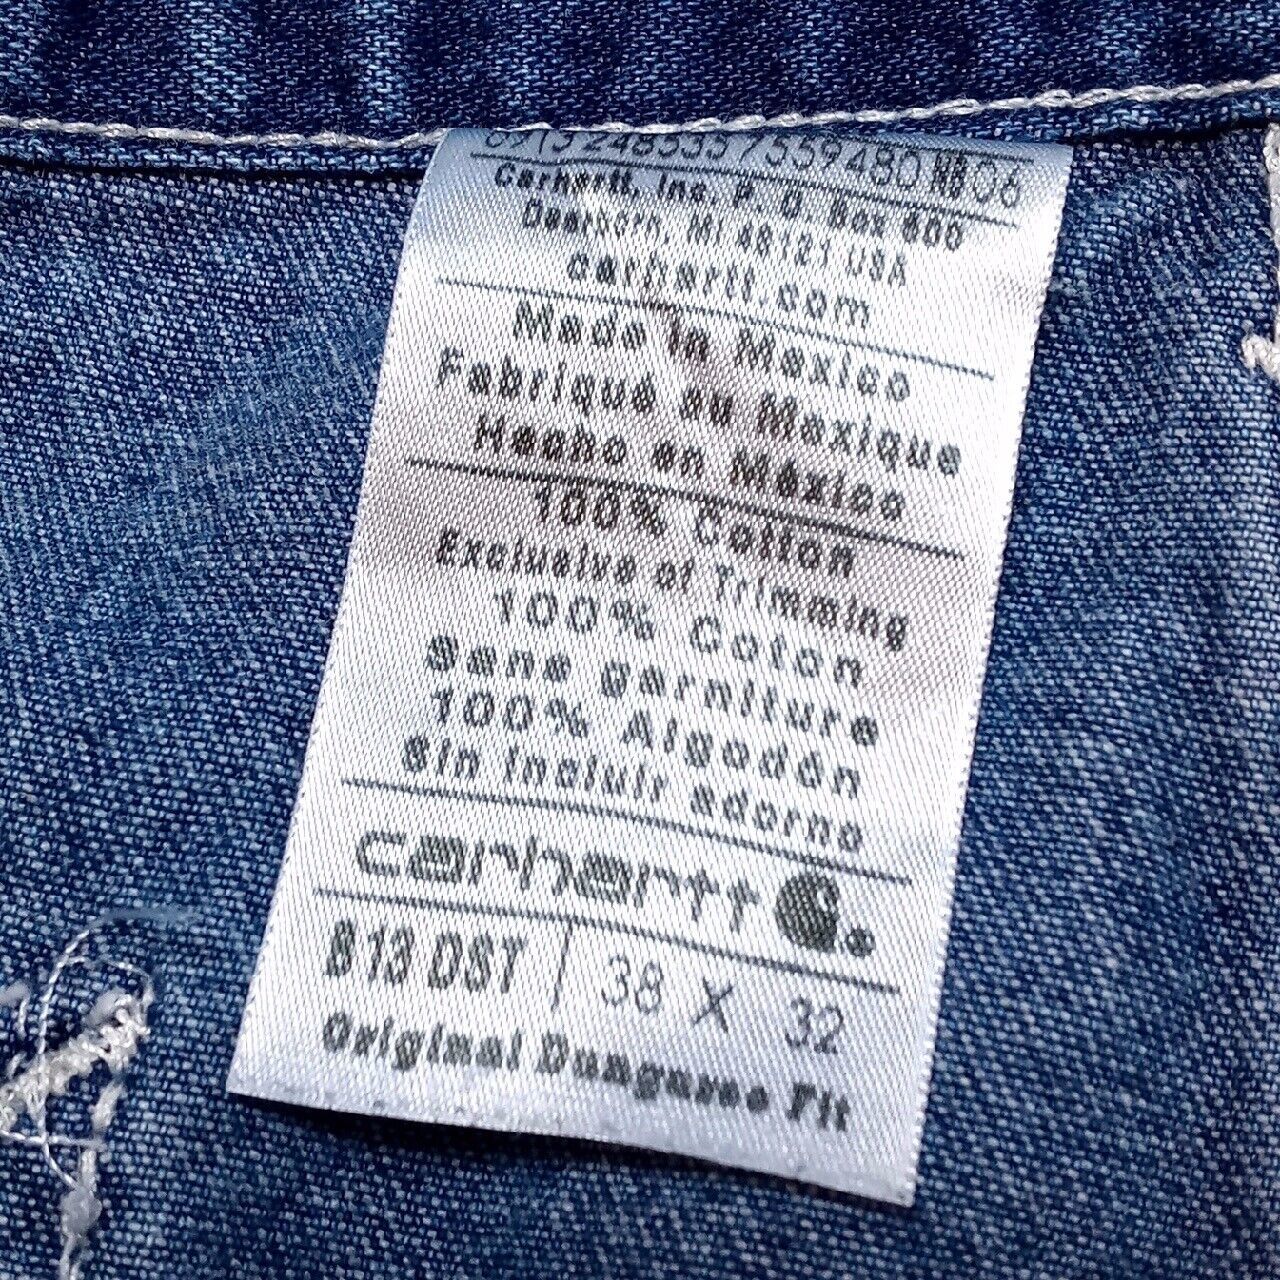 Carhartt, Inc. P. O. Box 600
Dearborn, MI 48121 USA
carhartt.com
Made in Mexico
Fabriqué au Mexique
Hecho en México
100% Cotton
Exclusive of Trimming
100% Coton
Sans garniture
100% Algodón
Sin incluir adorno
carhartt
B13 DST | 38 X 32
Original Dungaree Fit